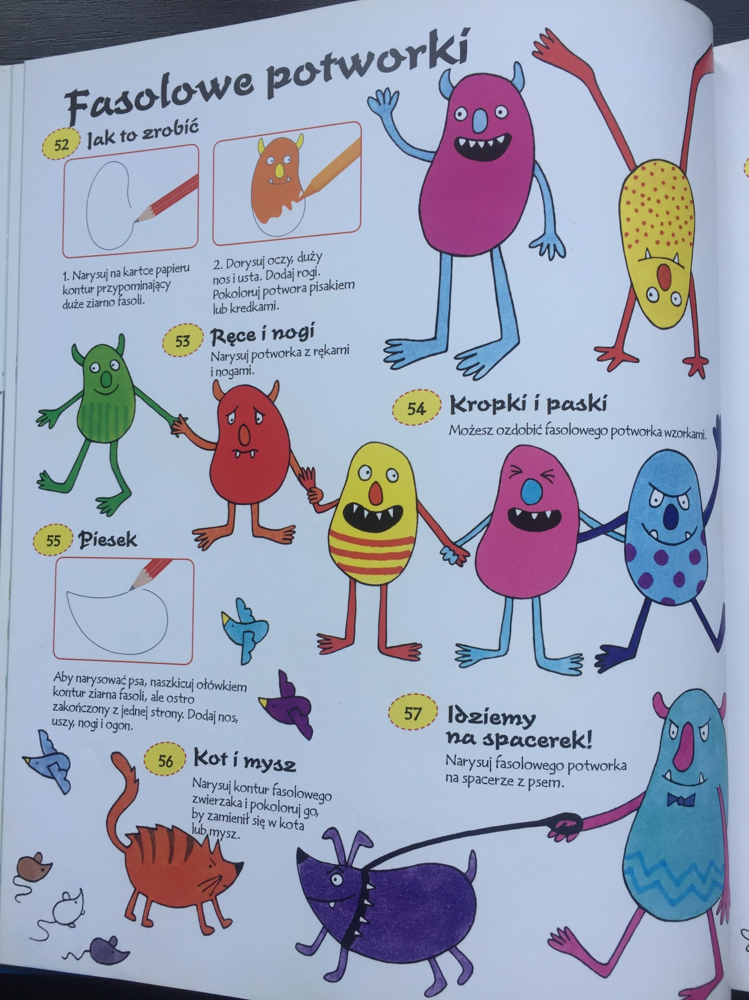 Fasolowe potworki
52 Jak to zrobić
1. Narysuj na kartce papieru
kontur przypominający
duże ziarno fasoli.
2. Dorysuj oczy, duży
nos i usta. Dodaj rogi.
Pokoloruj potwora pisakiem
lub kredkami.
53 Ręce i nogi
Narysuj potworka z rękami
i nogami.
54 Kropki i paski
Możesz ozdobić fasolowego potworka wzorkami.
55 Piesek
Aby narysować psa, naszkicuj ołówkiem
kontur ziarna fasoli, ale ostro
zakończony z jednej strony. Dodaj nos,
uszy, nogi i ogon.
56 Kot i mysz
Narysuj kontur fasolowego
zwierzaka i pokoloruj go,
by zamienił się w kota
lub mysz.
57 Idziemy
na spacerek!
Narysuj fasolowego potworka
na spacerze z psem.